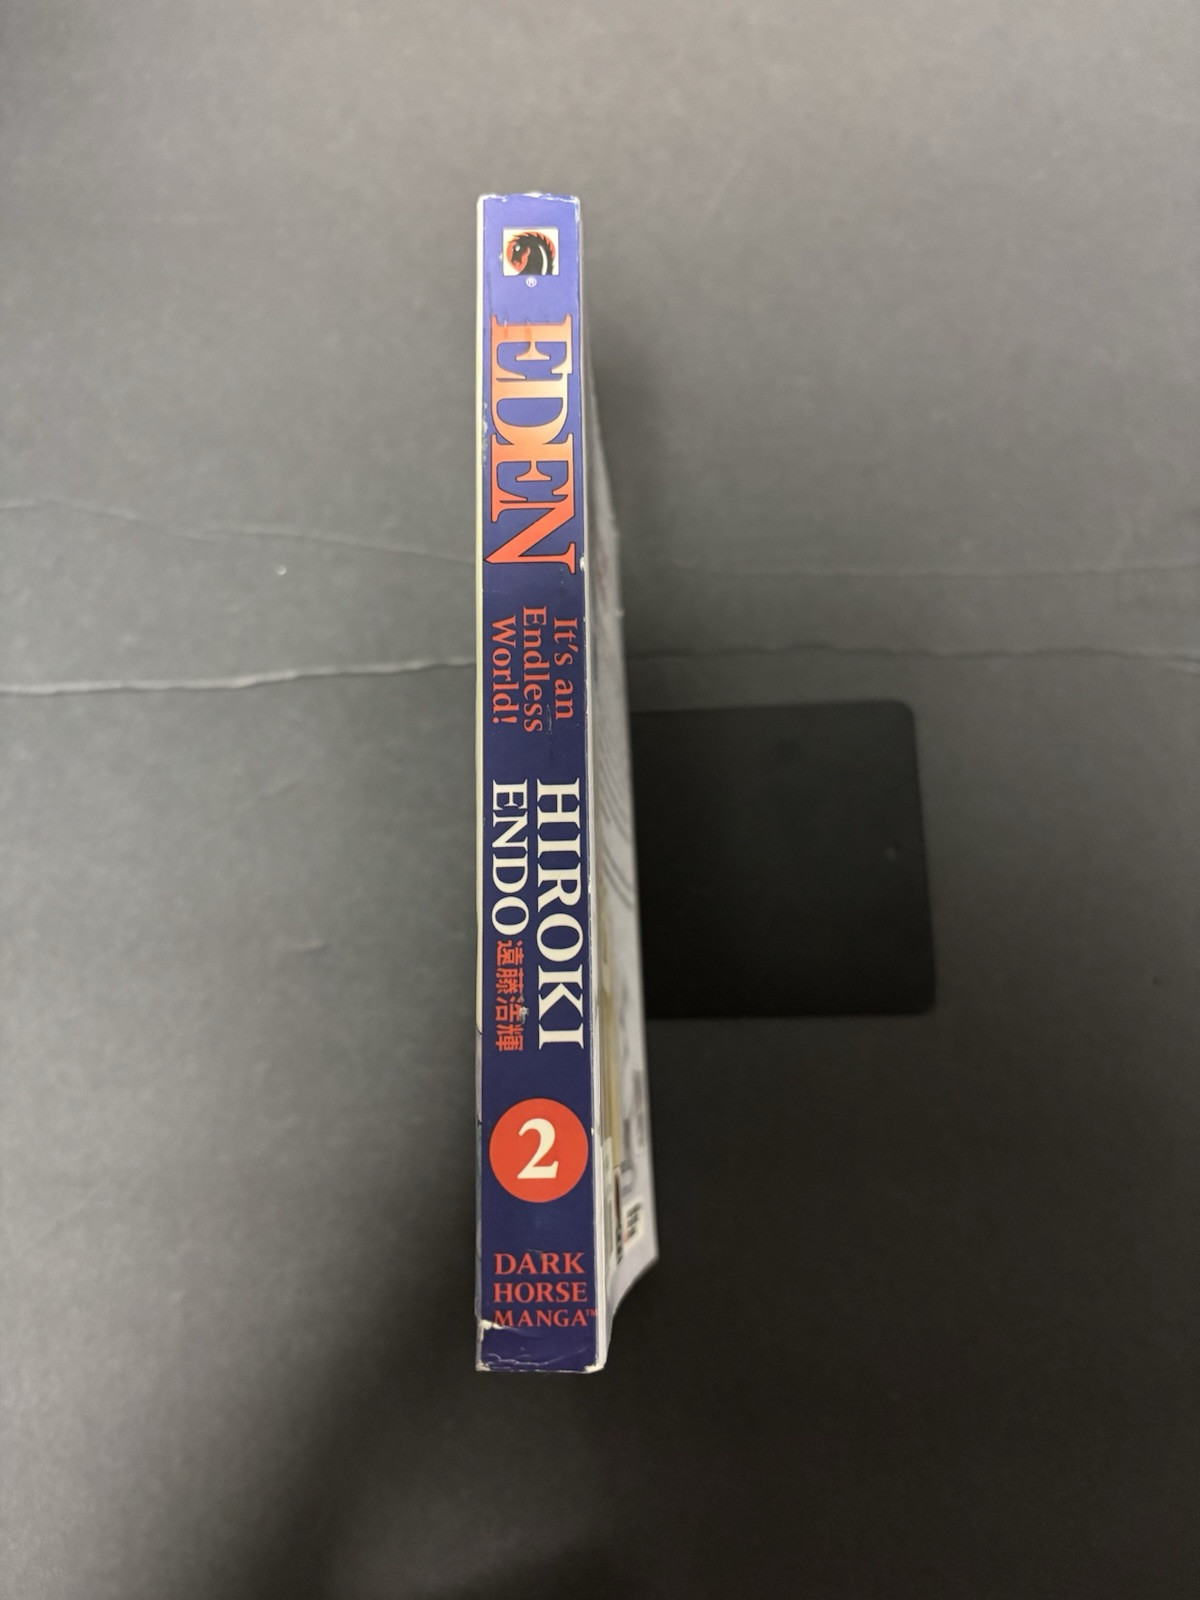 ®
EDEN
It's an
Endless
World!
HIROKI
ENDO 遠藤浩輝
2
DARK
HORSE
MANGA™